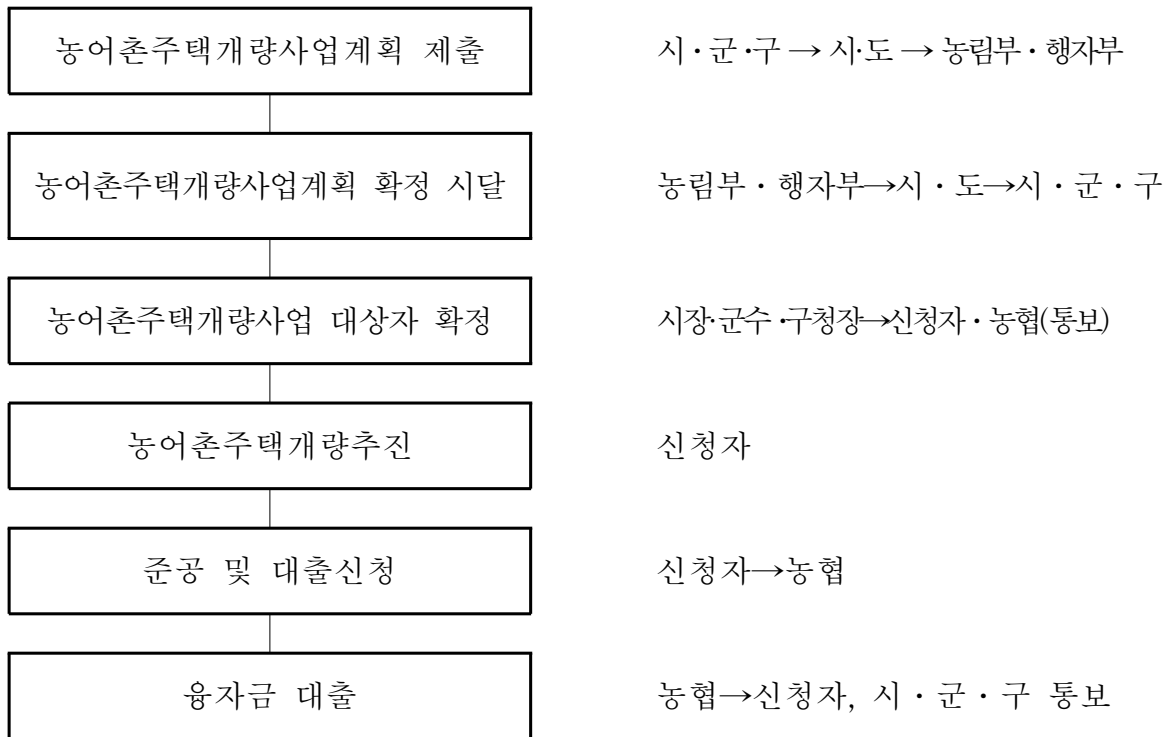 농어촌주택개량사업계획 제출 시·군·구 → 시·도 → 농림부·행자부
농어촌주택개량사업계획 확정 시달 농림부·행자부→시·도→시·군·구
농어촌주택개량사업 대상자 확정 시장·군수·구청장→신청자·농협(통보)
농어촌주택개량추진 신청자
준공 및 대출신청 신청자→농협
융자금 대출 농협→신청자, 시·군·구 통보